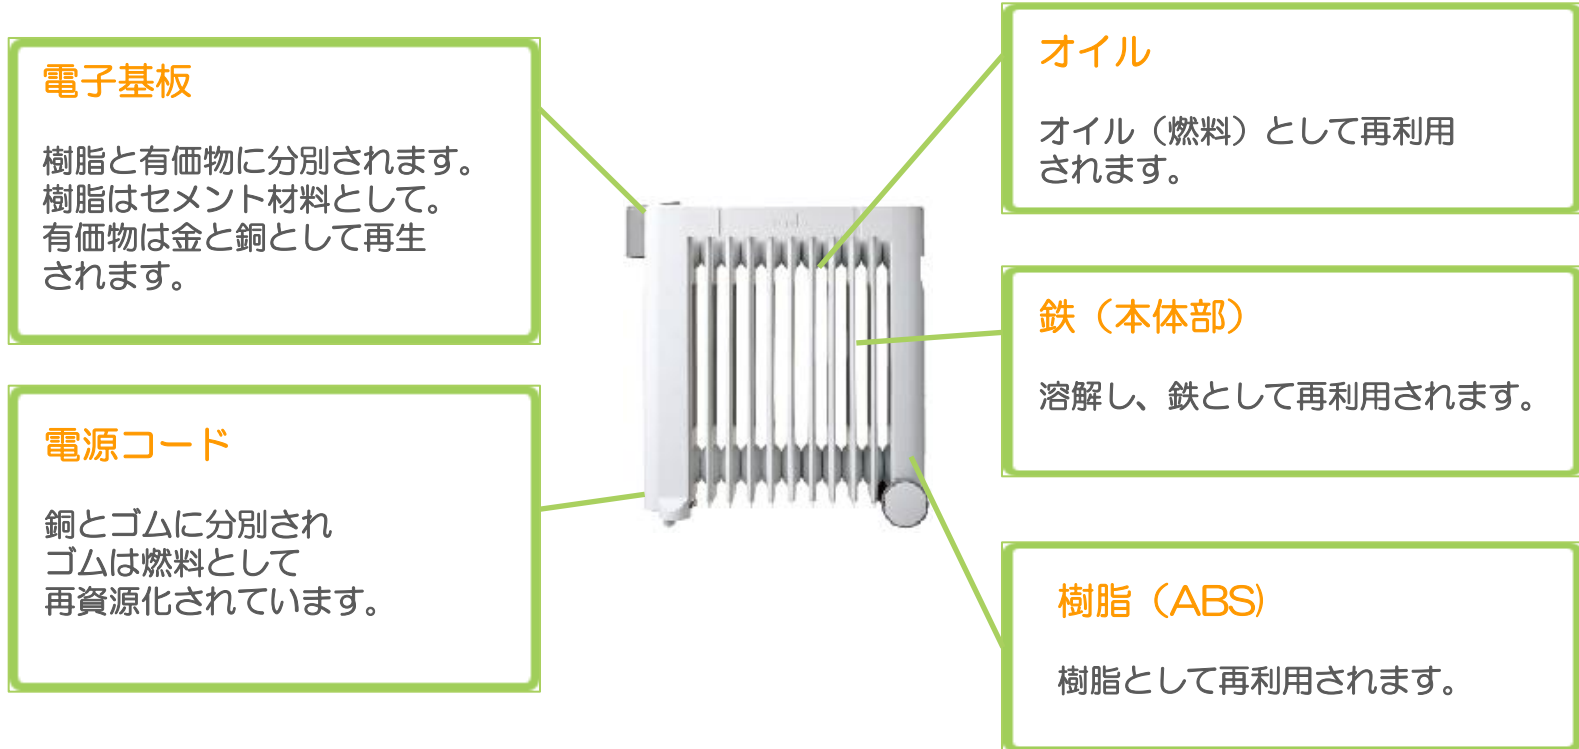 電子基板
樹脂と有価物に分別されます。
樹脂はセメント材料として。
有価物は金と銅として再生
されます。
電源コード
銅とゴムに分別され
ゴムは燃料として
再資源化されています。
オイル
オイル（燃料）として再利用
されます。
鉄（本体部）
溶解し、鉄として再利用されます。
樹脂（ABS)
樹脂として再利用されます。